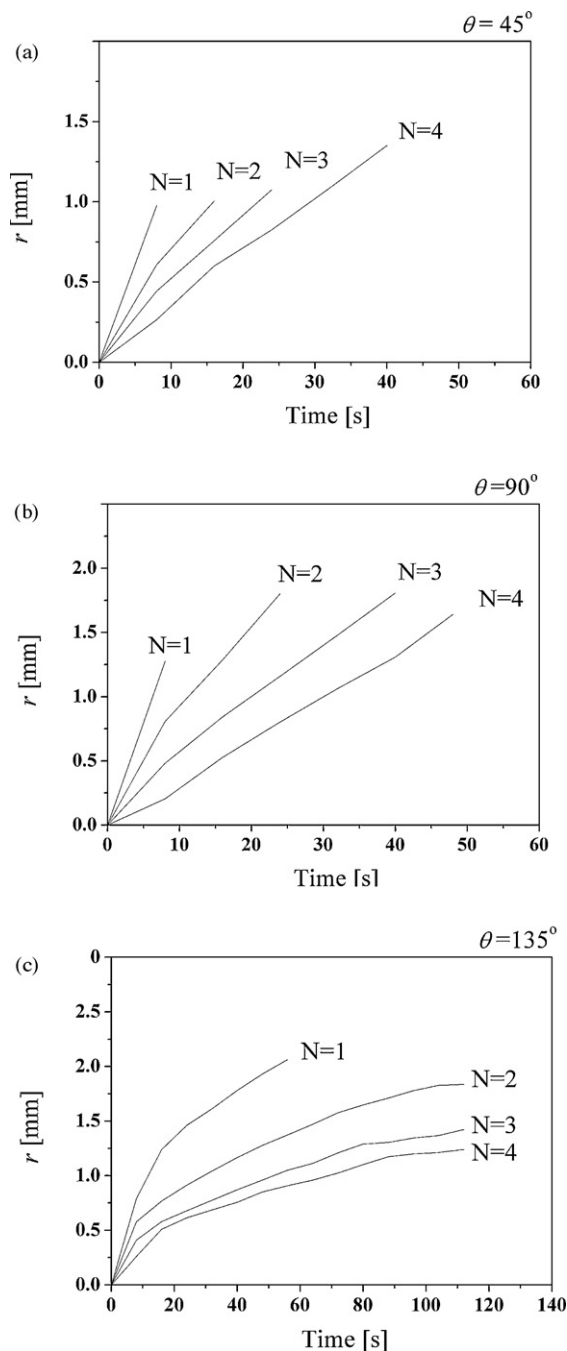 (a)
θ = 45°
r [mm]
1.5
1.0
0.5
0.0
N=1
N=2
N=3
N=4
0 10 20 30 40 50 60
Time [s]
(b)
θ=90°
r [mm]
2.0
1.5
1.0
0.5
0.0
N=1
N=2
N=3
N=4
0 10 20 30 40 50 60
Time [s]
(c)
θ=135°
r [mm]
0
2.5
2.0
1.5
1.0
0.5
0.0
N=1
N=2
N=3
N=4
0 20 40 60 80 100 120 140
Time [s]